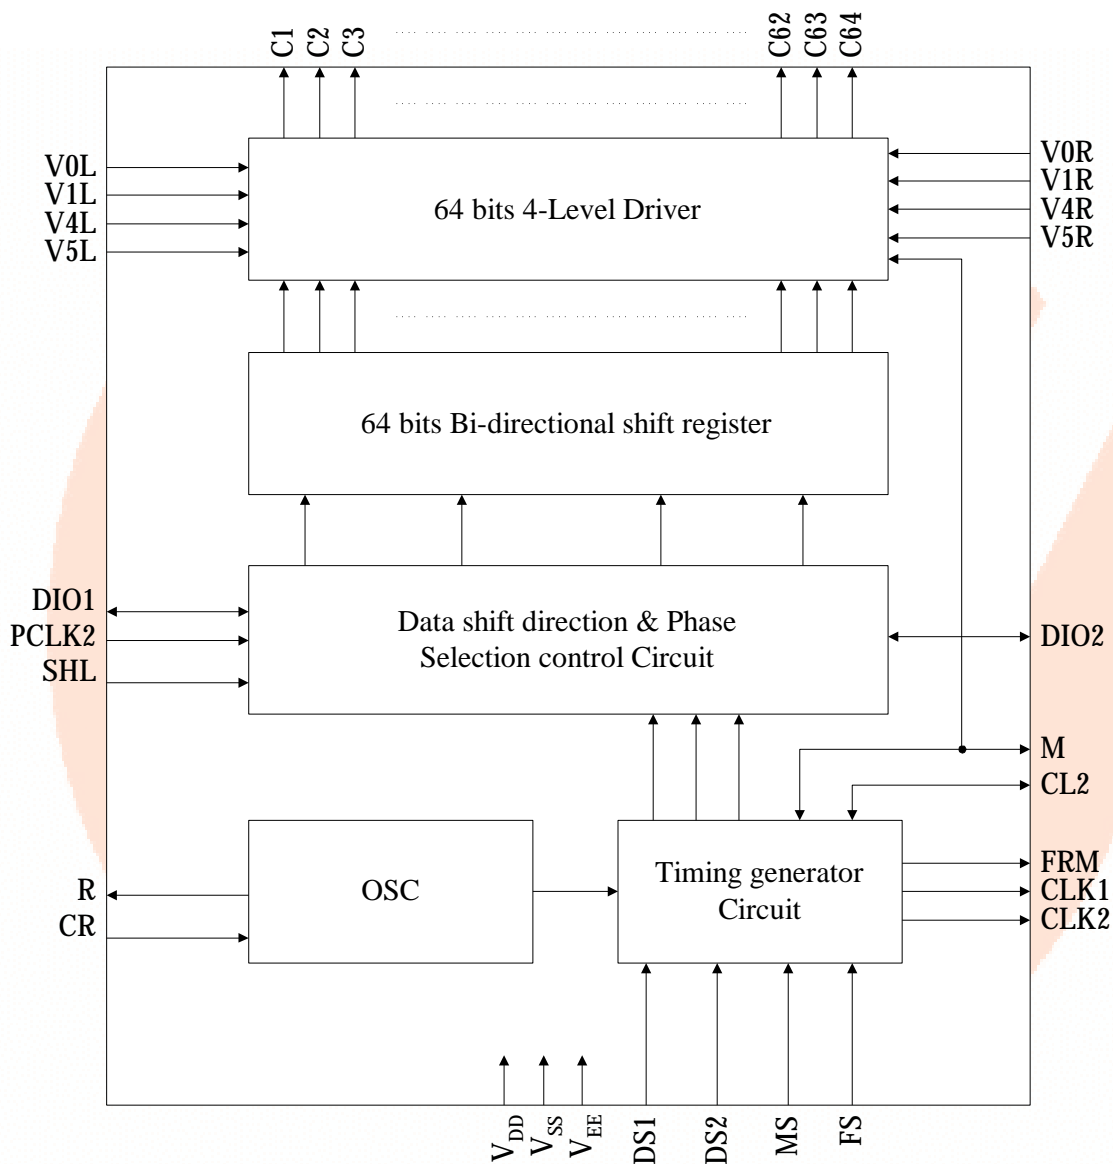 C1
C2
C3
C62
C63
C64
V0L
V1L
V4L
V5L
64 bits 4-Level Driver
V0R
V1R
V4R
V5R
64 bits Bi-directional shift register
DIO1
PCLK2
SHL
Data shift direction & Phase
Selection control Circuit
DIO2
M
CL2
R
CR
OSC
Timing generator
Circuit
FRM
CLK1
CLK2
VDD
VSS
VEE
DS1
DS2
MS
FS